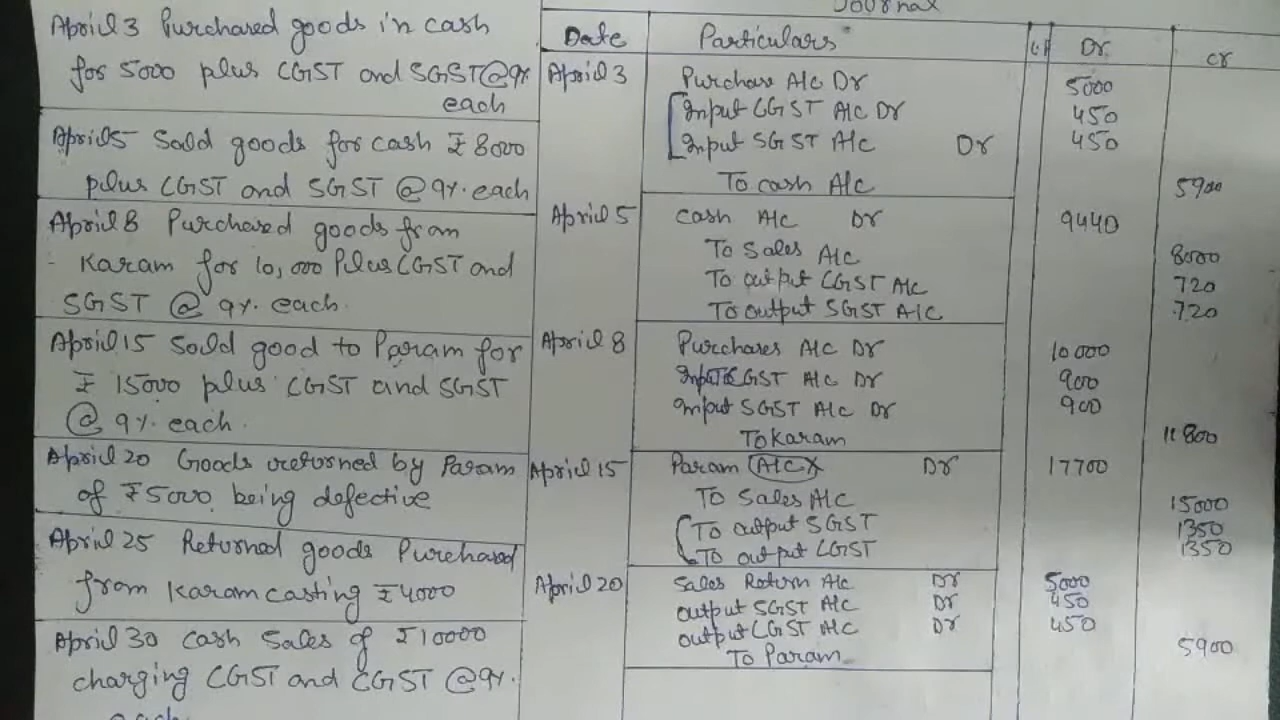 April 3 Purchased goods in cash
for 5000 plus CGST and SGST@9%
each
April 5 Sold goods for cash ₹8000
plus CGST and SGST @ 9%. each
April 8 Purchased goods from
Karam for 10,000 Plus CGST and
SGST @ 9%. each.
April 15 Sold good to Param for
₹ 15000 plus CGST and SGST
@ 9%. each.
April 20 Goods returned by Param
of ₹5000 being defective
April 25 Returned goods Purchased
from Karam casting ₹4000
April 30 Cash Sales of ₹10000
charging CGST and CGST @9%.
each
Journal
Date Particulars Dr. Cr
April 3 Purchase A/c Dr 5000
Input CGST A/c Dr 450
Input SGST A/c Dr 450
To cash A/c 5900
April 5 Cash A/c Dr 9440
To Sales A/c 8000
To output CGST A/c 720
To output SGST A/c 720
April 8 Purchases A/c Dr 10000
Input CGST A/c Dr 900
Input SGST A/c Dr 900
To Karam 11800
April 15 Param A/c x Dr 17700
To Sales A/c 15000
To output SGST 1350
To output CGST 1350
April 20 Sales Return A/c Dr 5000
output SGST A/c Dr 450
output CGST A/c Dr 450
To Param 5900